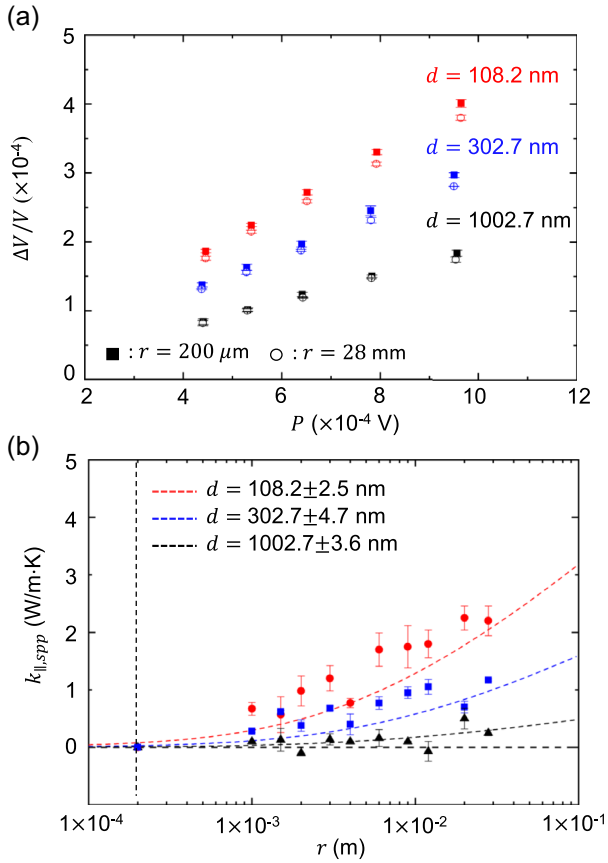 (a)
5
4
3
2
1
0
ΔV/V (×10⁻⁴)
d = 108.2 nm
d = 302.7 nm
d = 1002.7 nm
■ : r = 200 μm ○ : r = 28 mm
2 4 6 8 10 12
P (×10⁻⁴ V)
(b)
5
4
3
2
1
0
k∥,spp (W/m·K)
d = 108.2±2.5 nm
d = 302.7±4.7 nm
d = 1002.7±3.6 nm
1×10⁻⁴ 1×10⁻³ 1×10⁻² 1×10⁻¹
r (m)